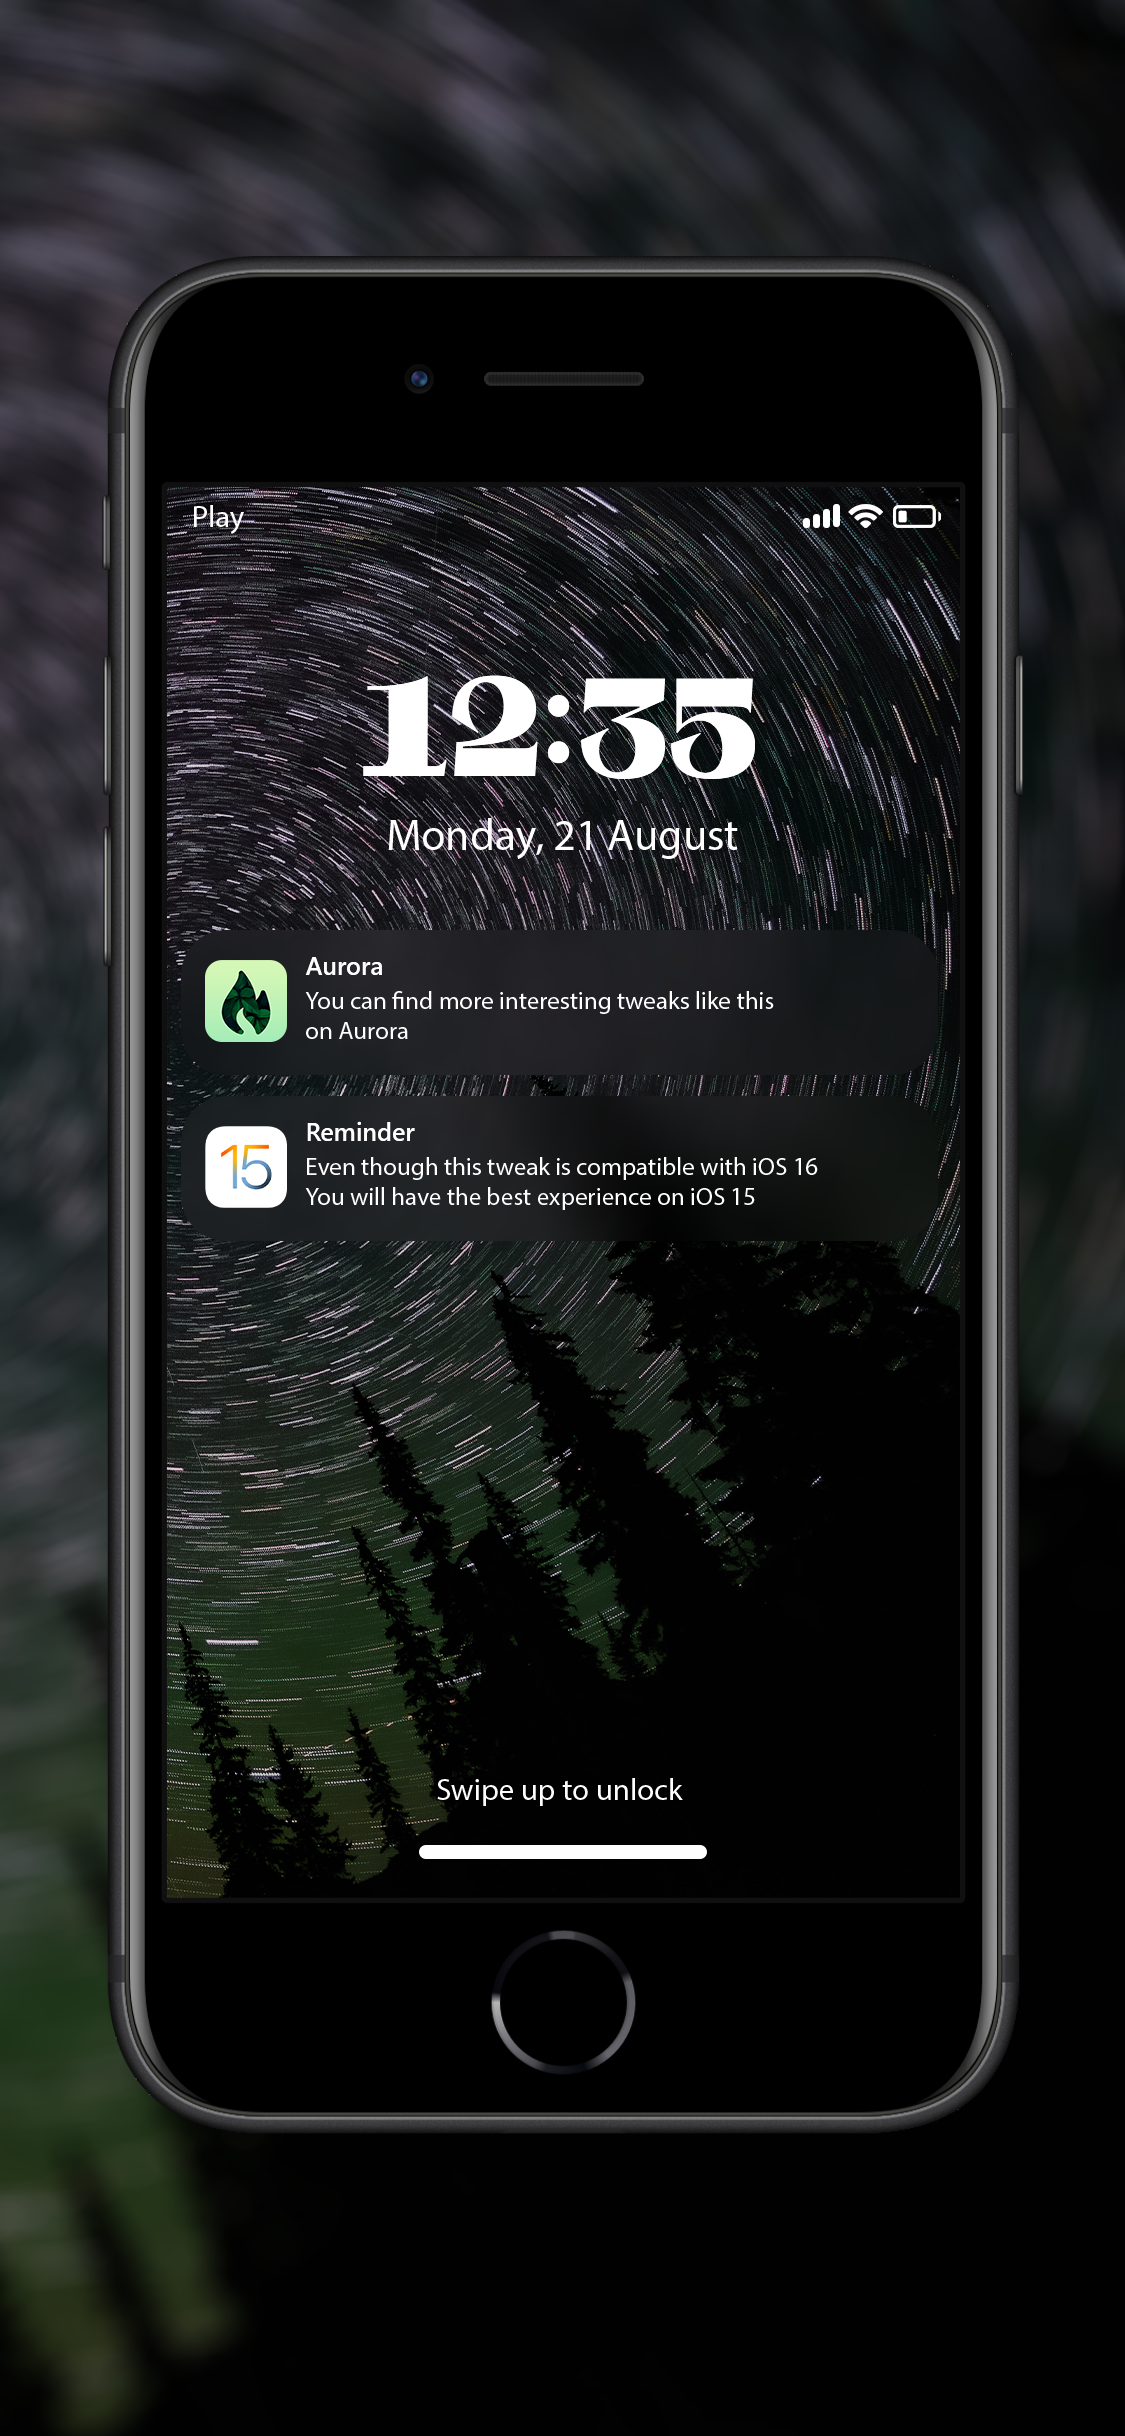 Play
12:35
Monday, 21 August
Aurora
You can find more interesting tweaks like this
on Aurora
15
Reminder
Even though this tweak is compatible with iOS 16
You will have the best experience on iOS 15
Swipe up to unlock